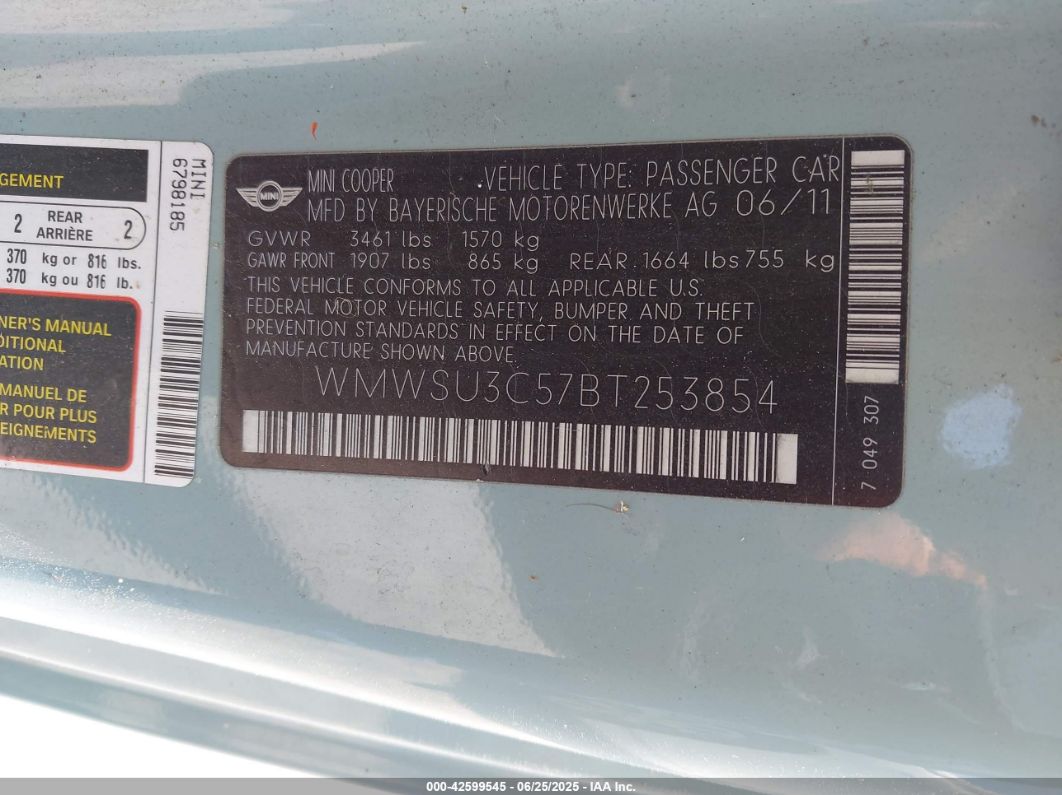 GEMENT
2 REAR ARRIÈRE 2
370 kg or 816 lbs.
370 kg ou 816 lb.
NER'S MANUAL
DITIONAL
ATION
MANUEL DE
R POUR PLUS
EIGNEMENTS
MINI
6798185
MINI
MINI COOPER VEHICLE TYPE: PASSENGER CAR
MFD BY BAYERISCHE MOTORENWERKE AG 06/11
GVWR 3461 lbs 1570 kg
GAWR FRONT 1907 lbs 865 kg REAR 1664 lbs 755 kg
THIS VEHICLE CONFORMS TO ALL APPLICABLE U.S.
FEDERAL MOTOR VEHICLE SAFETY, BUMPER AND THEFT
PREVENTION STANDARDS IN EFFECT ON THE DATE OF
MANUFACTURE SHOWN ABOVE.
WMWSU3C57BT253854
7 049 307
000-42599545 - 06/25/2025 - IAA Inc.